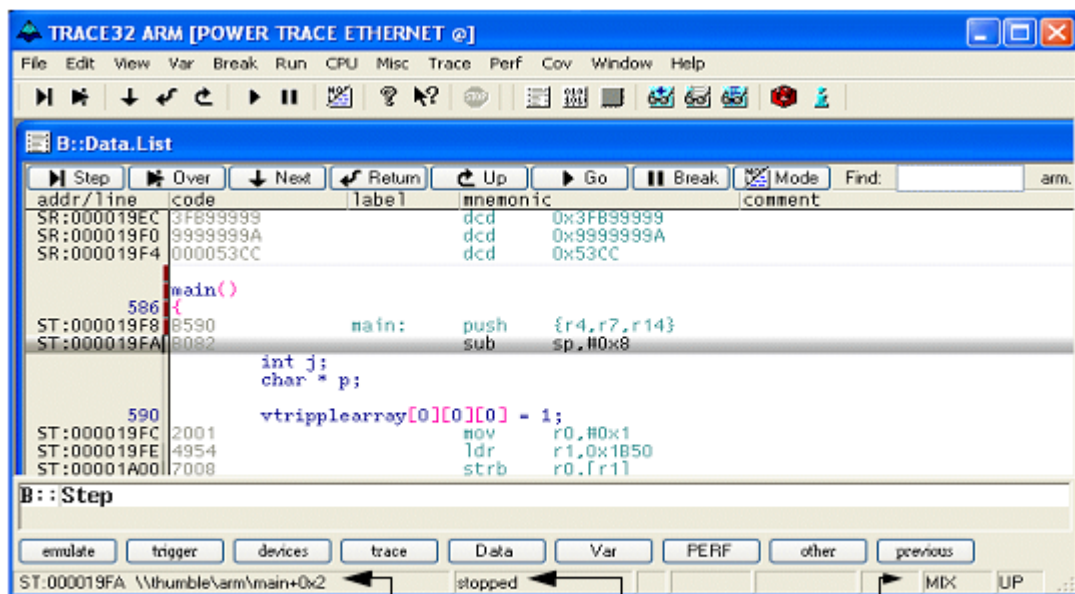 TRACE32 ARM [POWER TRACE ETHERNET @]
File Edit View Var Break Run CPU Misc Trace Perf Cov Window Help
B::Data.List
Step Over Next Return Up Go Break Mode Find: arm.
addr/line code label mnemonic comment
SR:000019EC 3FB99999 dcd 0x3FB99999
SR:000019F0 9999999A dcd 0x9999999A
SR:000019F4 000053CC dcd 0x53CC
main()
586 {
ST:000019F8 B590 main: push {r4,r7,r14}
ST:000019FA B082 sub sp,#0x8
int j;
char * p;
590 vtripplearray[0][0][0] = 1;
ST:000019FC 2001 mov r0,#0x1
ST:000019FE 4954 ldr r1,0x1B50
ST:00001A00 7008 strb r0,[r1]
B::Step
emulate trigger devices trace Data Var PERF other previous
ST:000019FA \\thumble\arm\main+0x2 stopped MIX UP